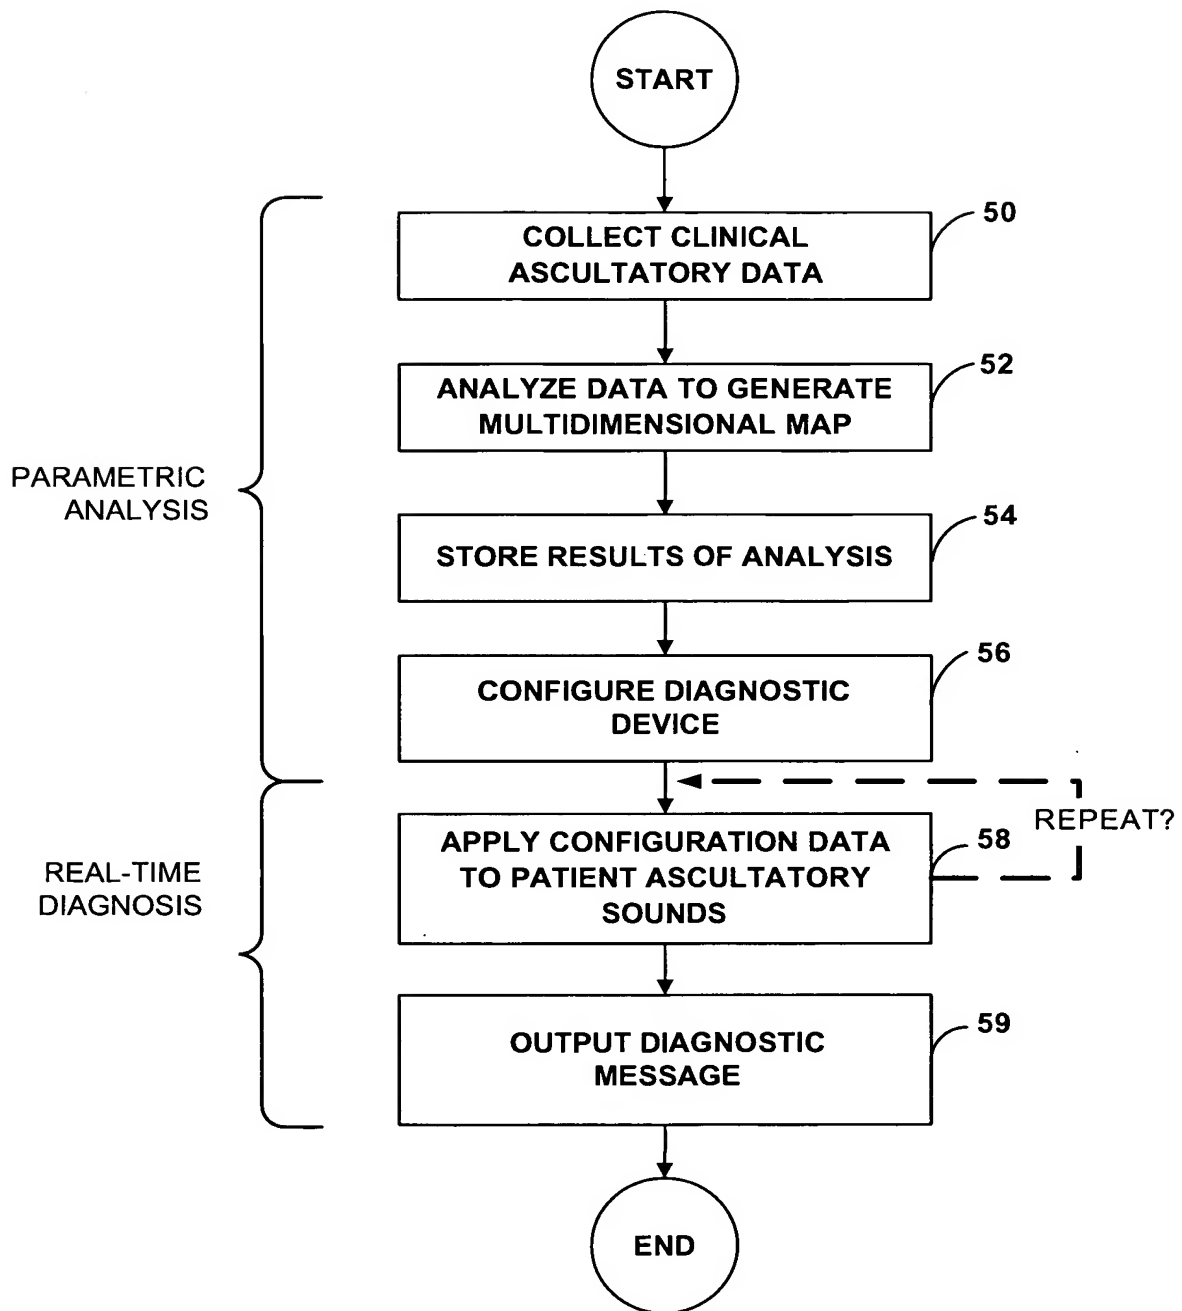 START
50
COLLECT CLINICAL
ASCULTATORY DATA
52
ANALYZE DATA TO GENERATE
MULTIDIMENSIONAL MAP
PARAMETRIC
ANALYSIS
54
STORE RESULTS OF ANALYSIS
56
CONFIGURE DIAGNOSTIC
DEVICE
REPEAT?
REAL-TIME
DIAGNOSIS
58
APPLY CONFIGURATION DATA
TO PATIENT ASCULTATORY
SOUNDS
59
OUTPUT DIAGNOSTIC
MESSAGE
END